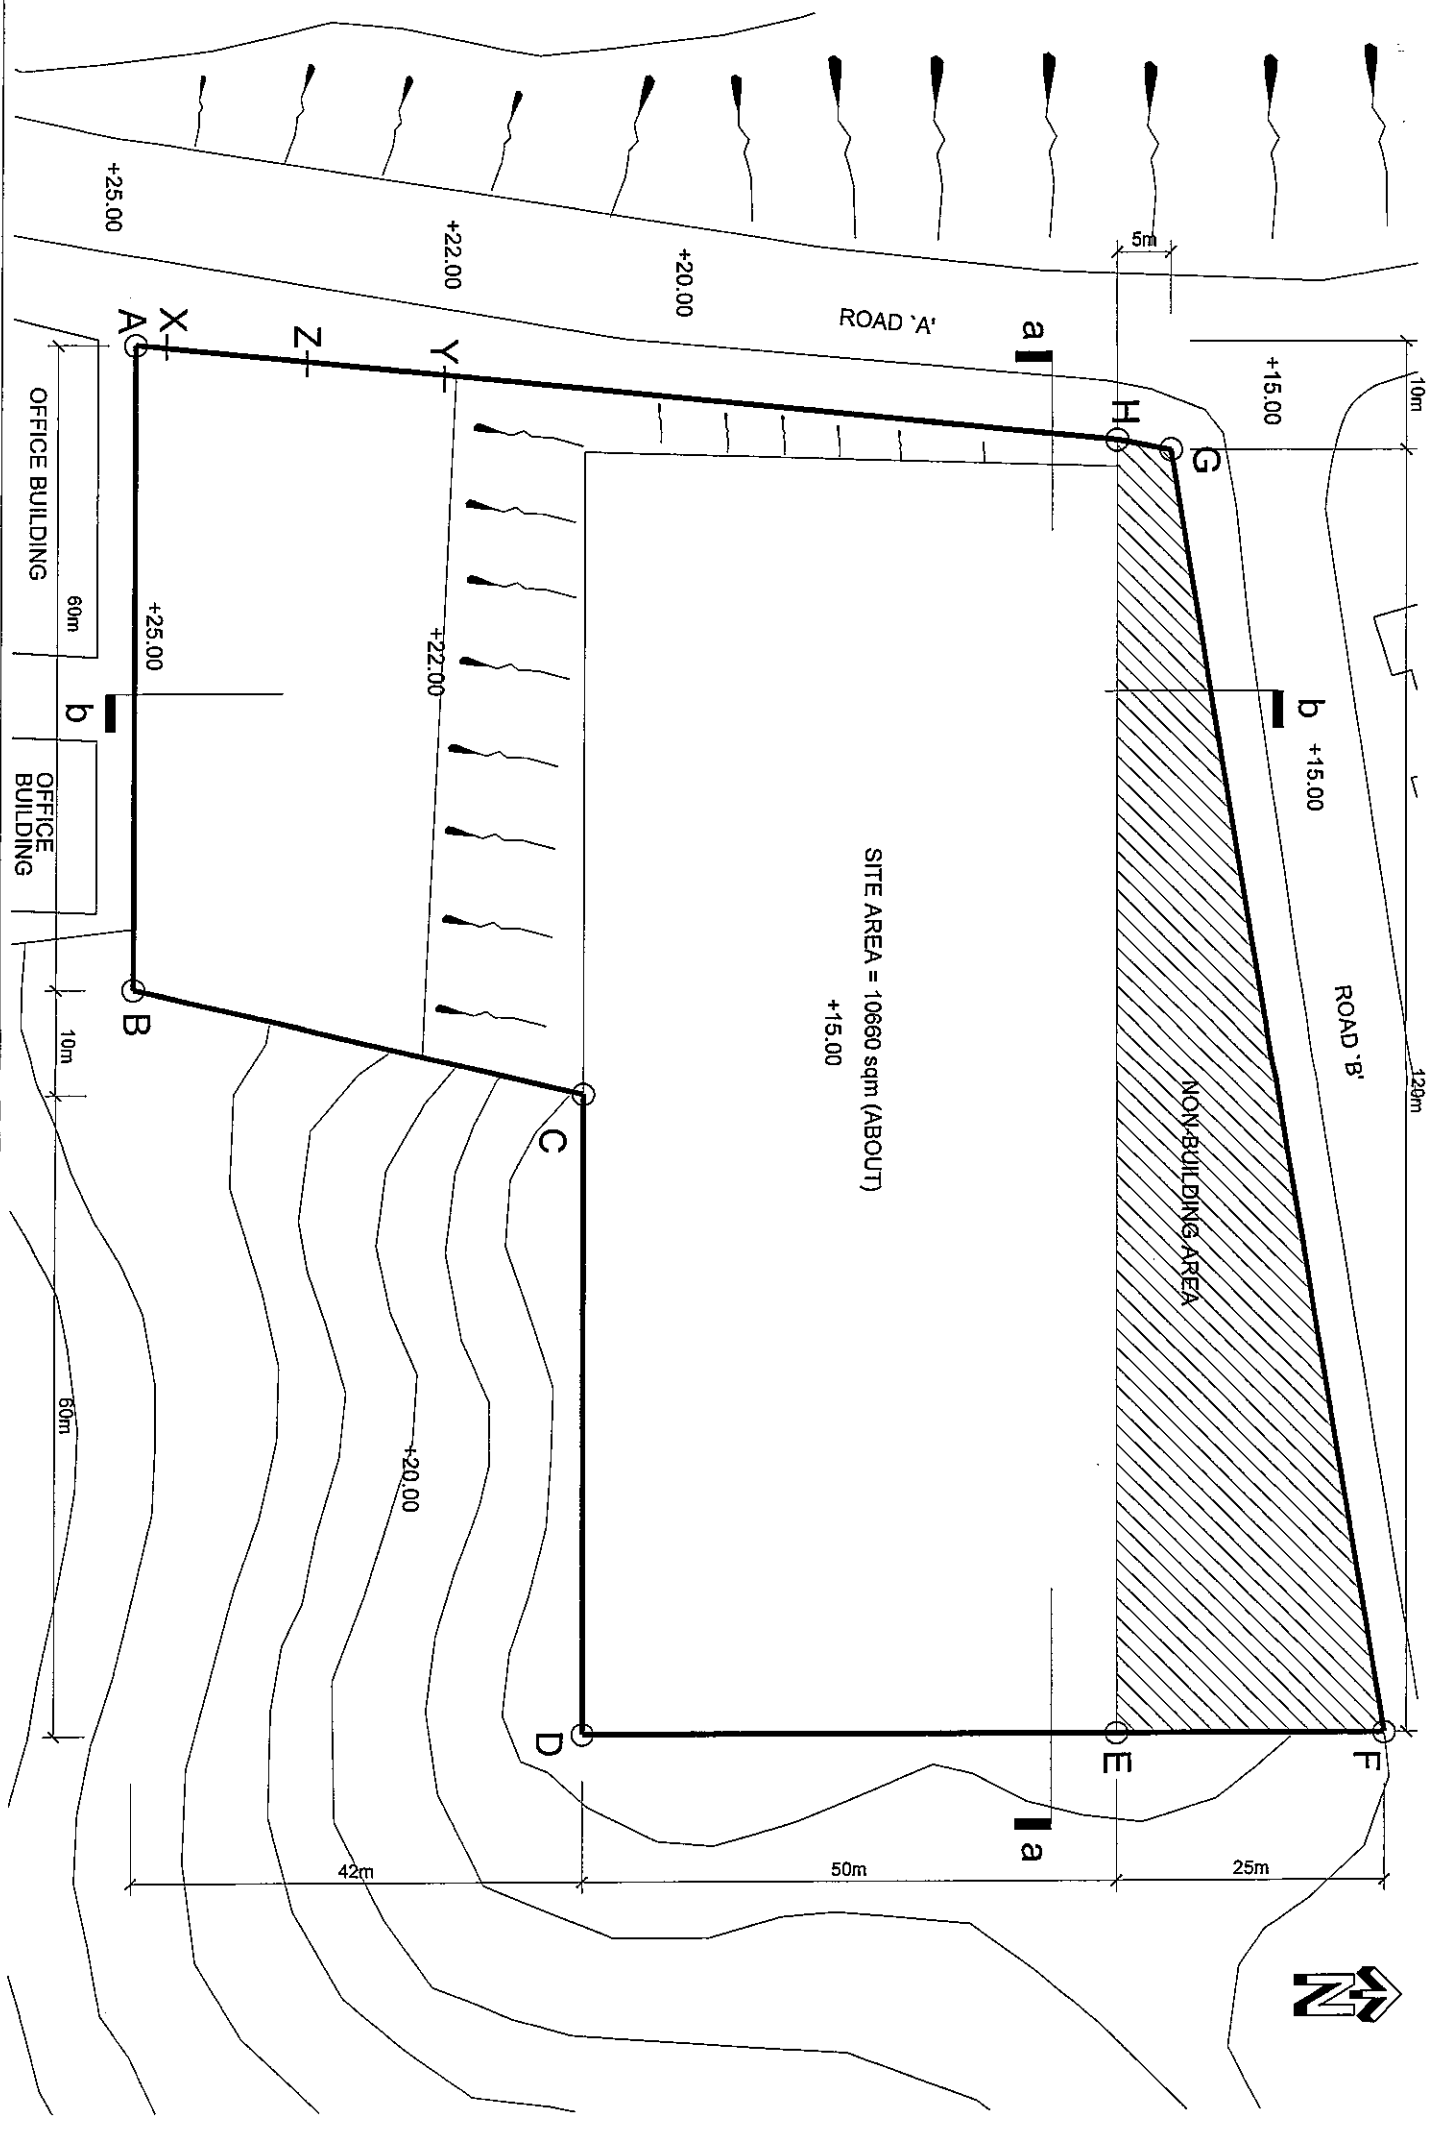 5m
10m
+25.00
+22.00
+20.00
ROAD 'A'
a
+15.00
A
X
Z
Y
H
G
OFFICE BUILDING
60m
+25.00
+22.00
b
b
+15.00
OFFICE
BUILDING
SITE AREA = 10660 sqm (ABOUT)
+15.00
ROAD 'B'
120m
NON-BUILDING AREA
B
10m
C
60m
+20.00
D
E
F
a
42m
50m
25m
N